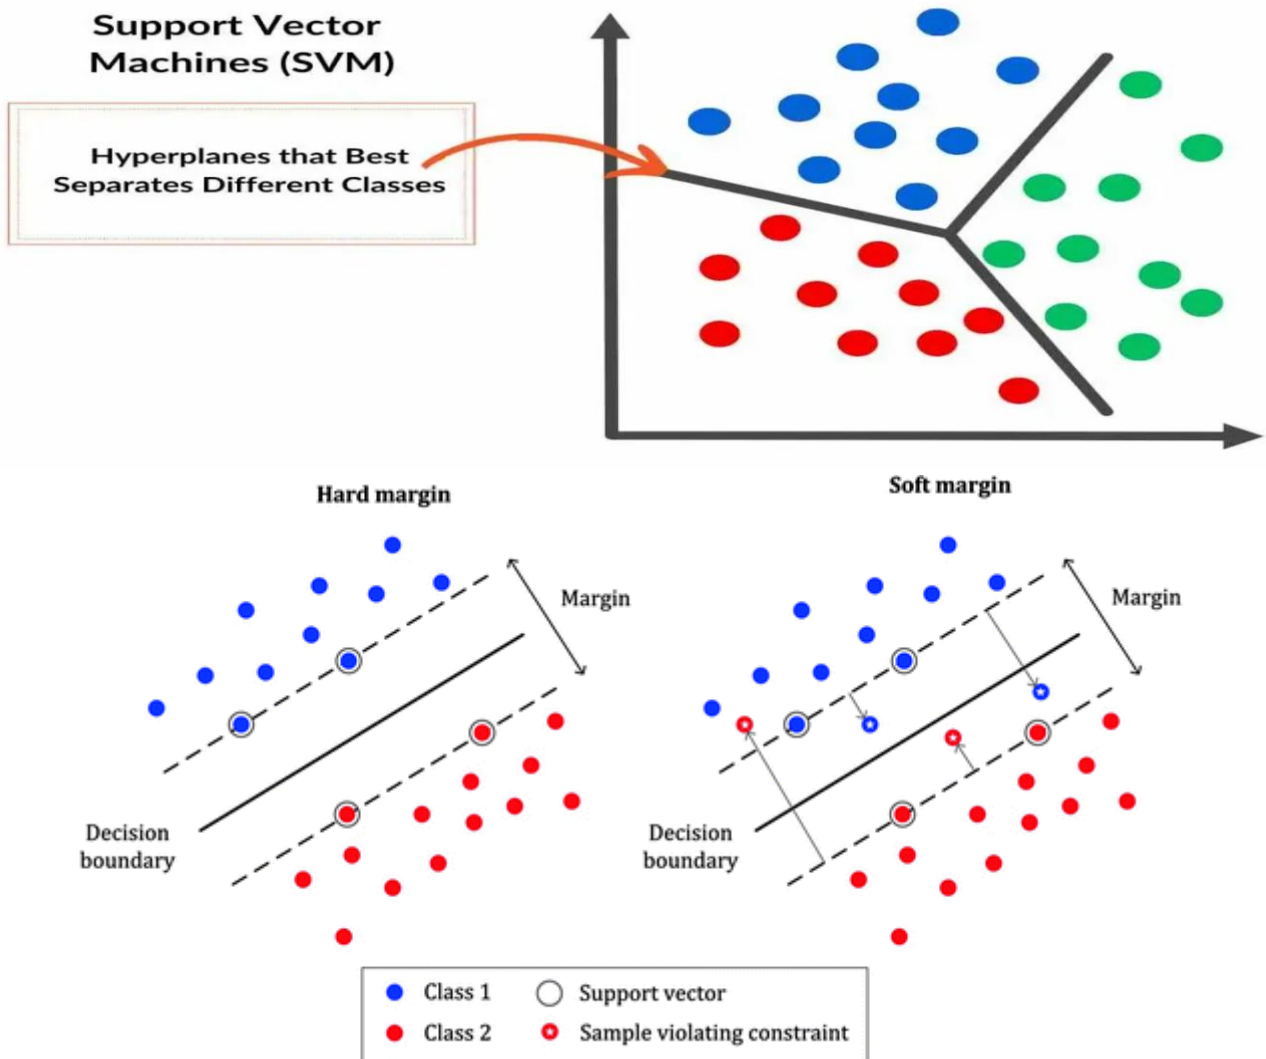 Support Vector
Machines (SVM)
Hyperplanes that Best
Separates Different Classes
Hard margin
Margin
Decision
boundary
Soft margin
Margin
Decision
boundary
Class 1
Support vector
Class 2
Sample violating constraint